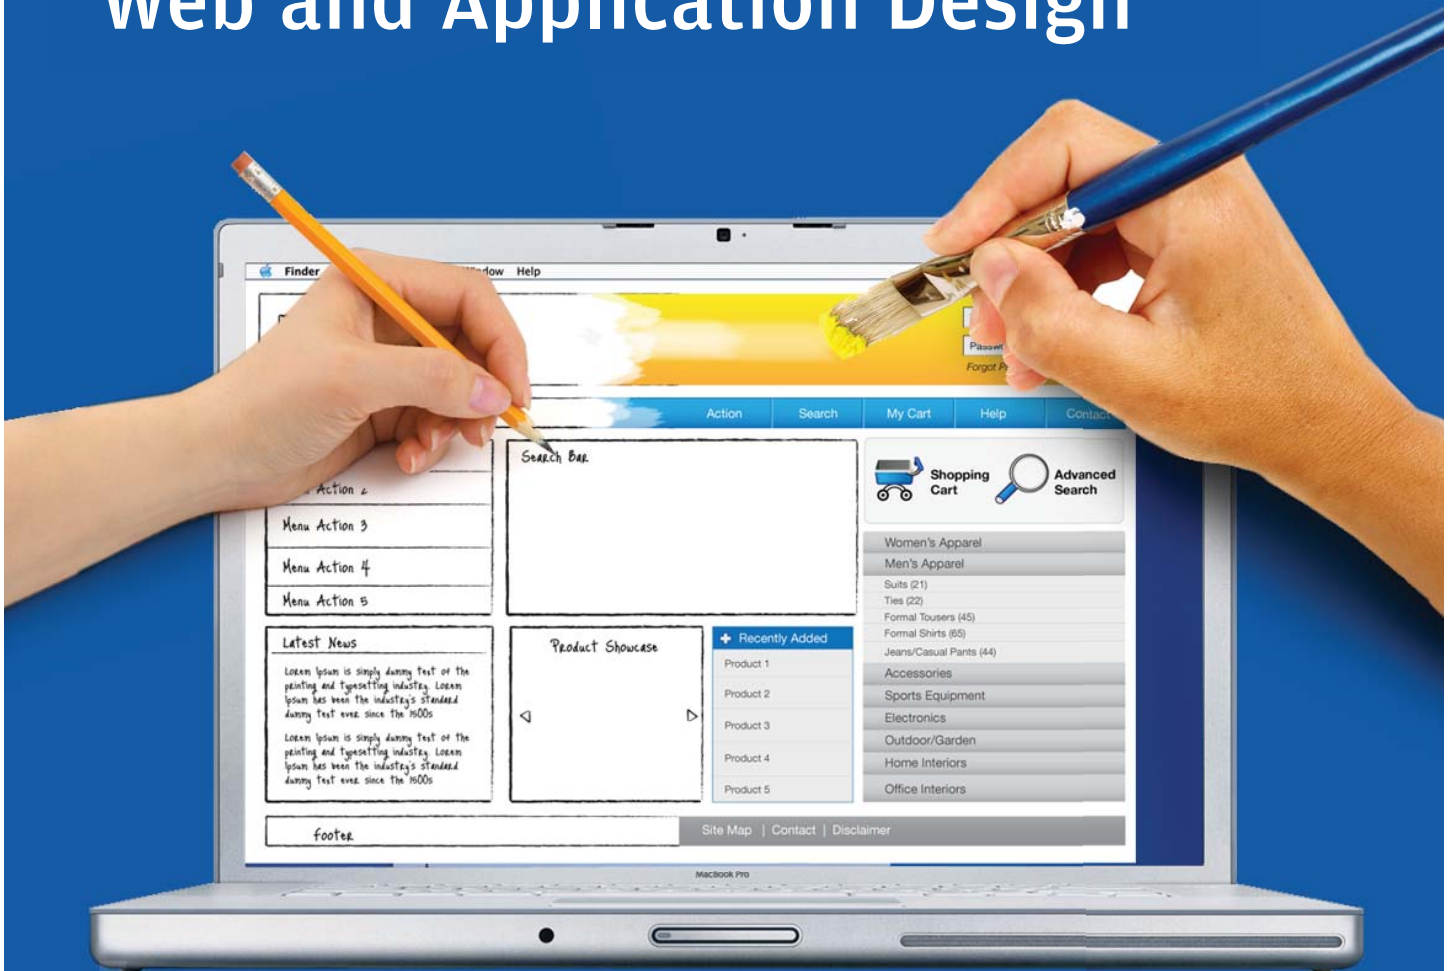 Web and Application Design
Finder
Window Help
Forgot
Action Search My Cart Help Contact
Search Bar
Action 2
Menu Action 3
Menu Action 4
Menu Action 5
Shopping
Cart
Advanced
Search
Women's Apparel
Men's Apparel
Suits (21)
Ties (22)
Formal Tousers (45)
Formal Shirts (65)
Jeans/Casual Pants (44)
Accessories
Sports Equipment
Electronics
Outdoor/Garden
Home Interiors
Office Interiors
Latest News
Lorem Ipsum is simply dummy text of the
printing and typesetting industry. Lorem
Ipsum has been the industry's standard
dummy text ever since the 1500s
Lorem Ipsum is simply dummy text of the
printing and typesetting industry. Lorem
Ipsum has been the industry's standard
dummy text ever since the 1500s
Product Showcase
Recently Added
Product 1
Product 2
Product 3
Product 4
Product 5
Footer
Site Map | Contact | Disclaimer
MacBook Pro